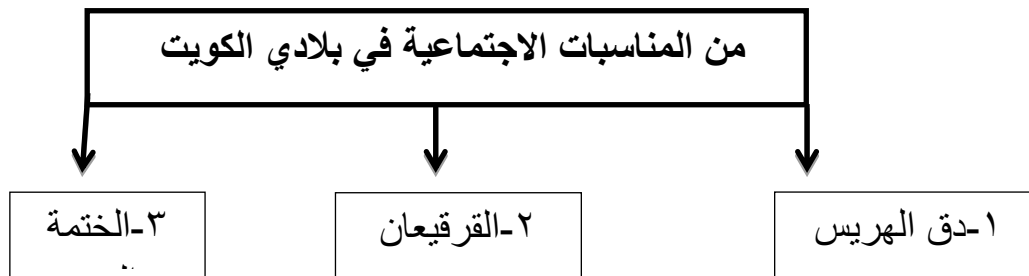 من المناسبات الاجتماعية في بلادي الكويت
١-دق الهريس
٢-القرقيعان
٣-الختمة